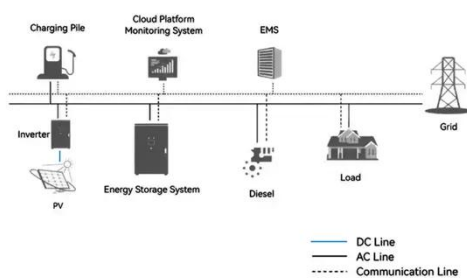 Charging Pile
Cloud Platform
Monitoring System
EMS
Grid
Inverter
PV
Energy Storage System
Diesel
Load
DC Line
AC Line
Communication Line